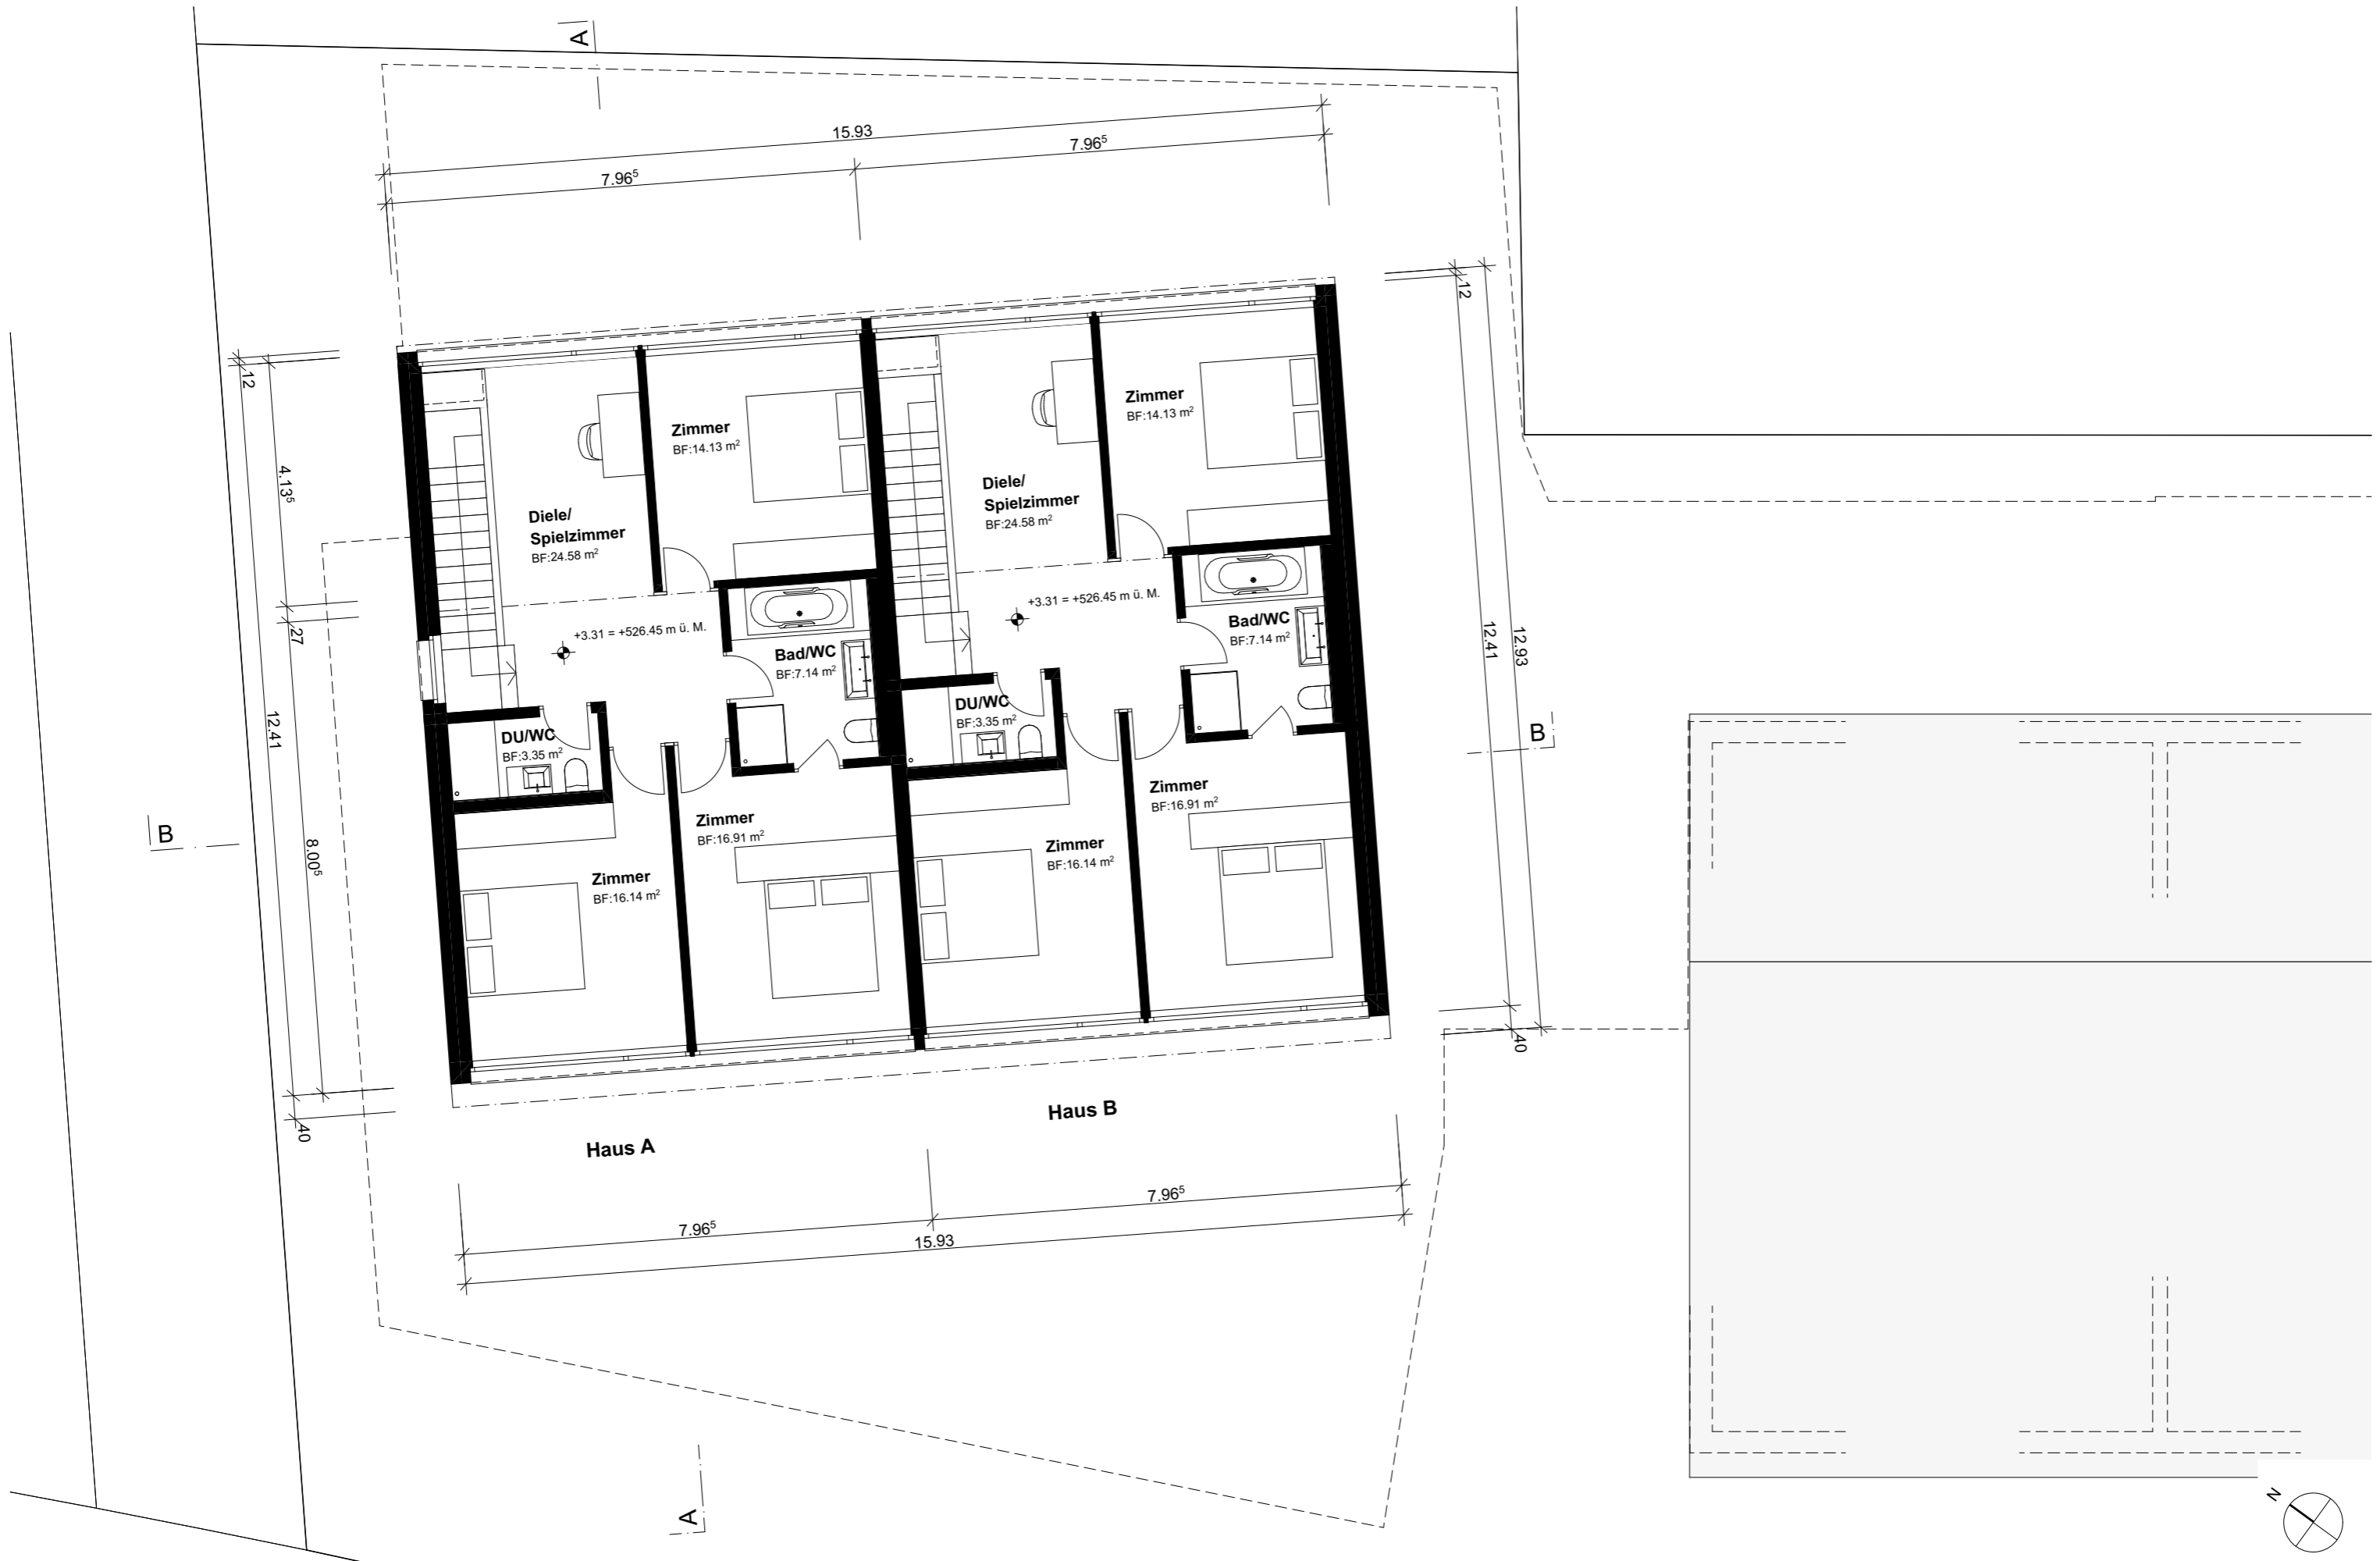 A
15.93
7.96⁵
7.96⁵
12
12
4.13⁵
27
12.41
8.00⁵
40
12.41
12.93
40
Zimmer
BF:14.13 m²
Diele/
Spielzimmer
BF:24.58 m²
+3.31 = +526.45 m ü. M.
Bad/WC
BF:7.14 m²
DU/WC
BF:3.35 m²
Zimmer
BF:16.91 m²
Zimmer
BF:16.14 m²
Zimmer
BF:14.13 m²
Diele/
Spielzimmer
BF:24.58 m²
+3.31 = +526.45 m ü. M.
Bad/WC
BF:7.14 m²
DU/WC
BF:3.35 m²
Zimmer
BF:16.91 m²
Zimmer
BF:16.14 m²
B
B
Haus A
Haus B
7.96⁵
7.96⁵
15.93
A
N